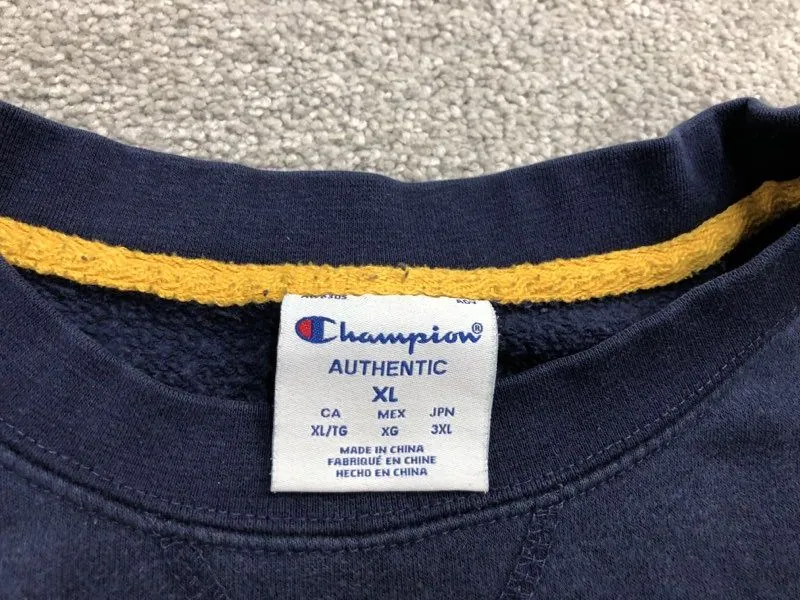 Champion®
AUTHENTIC
XL
CA MEX JPN
XL/TG XG 3XL
MADE IN CHINA
FABRIQUÉ EN CHINE
HECHO EN CHINA